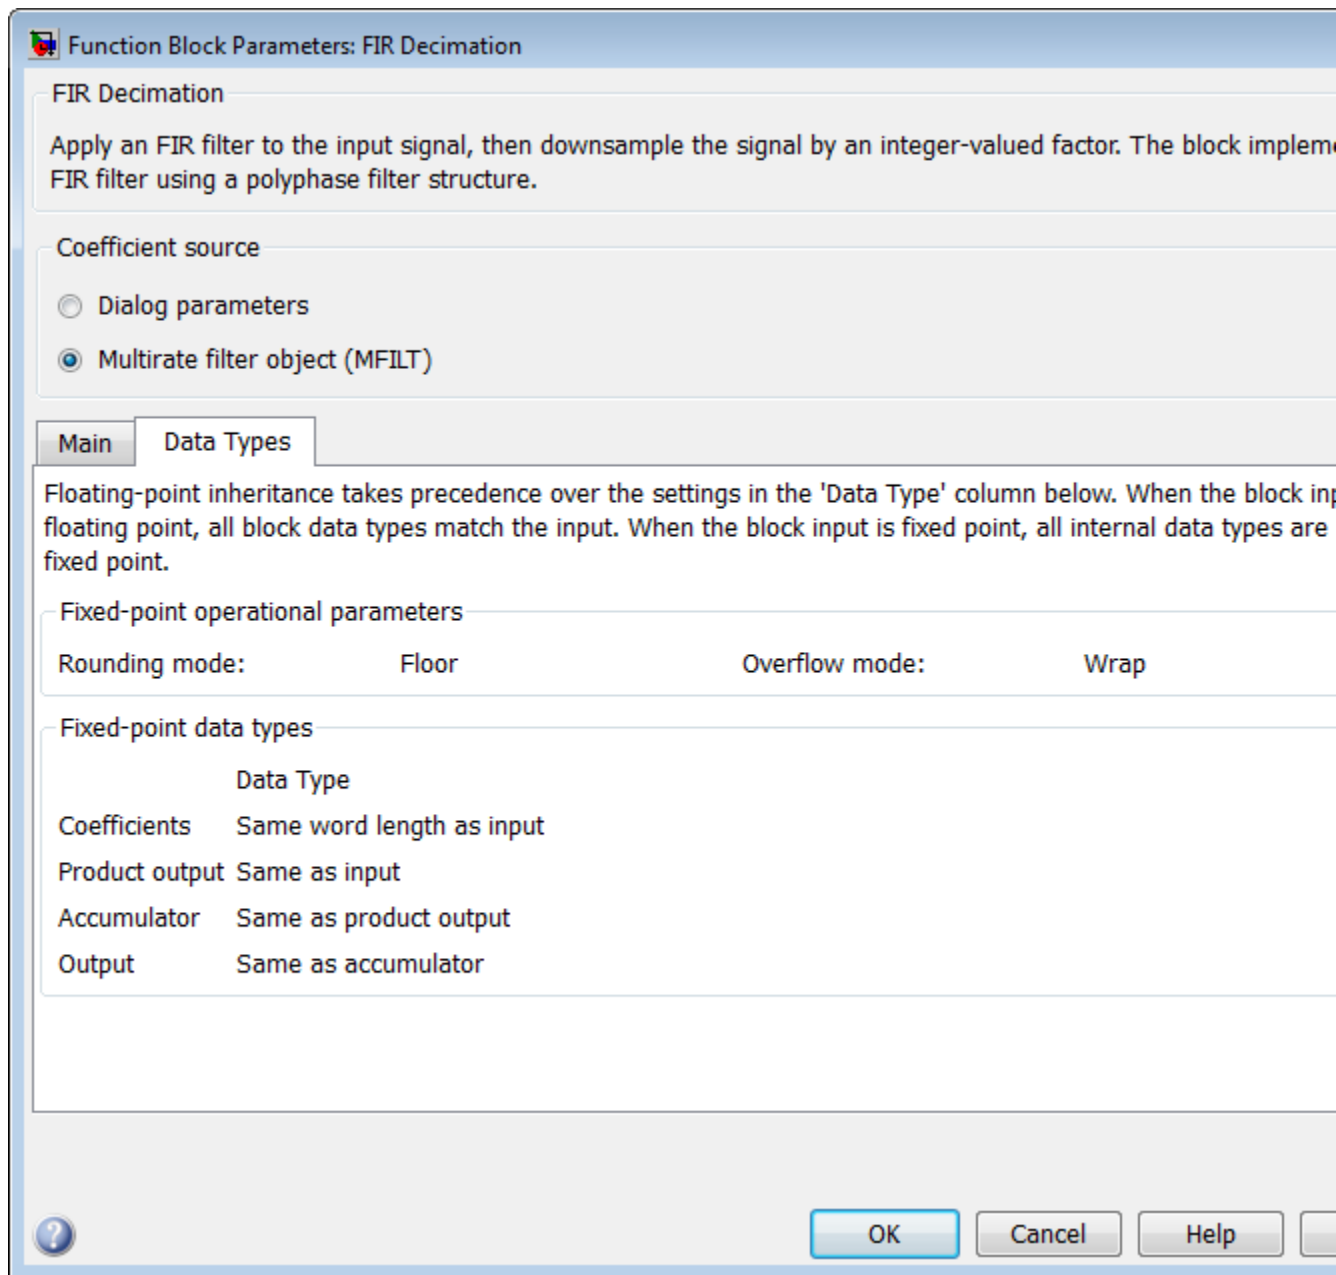 Function Block Parameters: FIR Decimation
FIR Decimation
Apply an FIR filter to the input signal, then downsample the signal by an integer-valued factor. The block impleme
FIR filter using a polyphase filter structure.
Coefficient source
Dialog parameters
Multirate filter object (MFILT)
Main Data Types
Floating-point inheritance takes precedence over the settings in the 'Data Type' column below. When the block inp
floating point, all block data types match the input. When the block input is fixed point, all internal data types are
fixed point.
Fixed-point operational parameters
Rounding mode: Floor Overflow mode: Wrap
Fixed-point data types
Data Type
Coefficients Same word length as input
Product output Same as input
Accumulator Same as product output
Output Same as accumulator
? OK Cancel Help